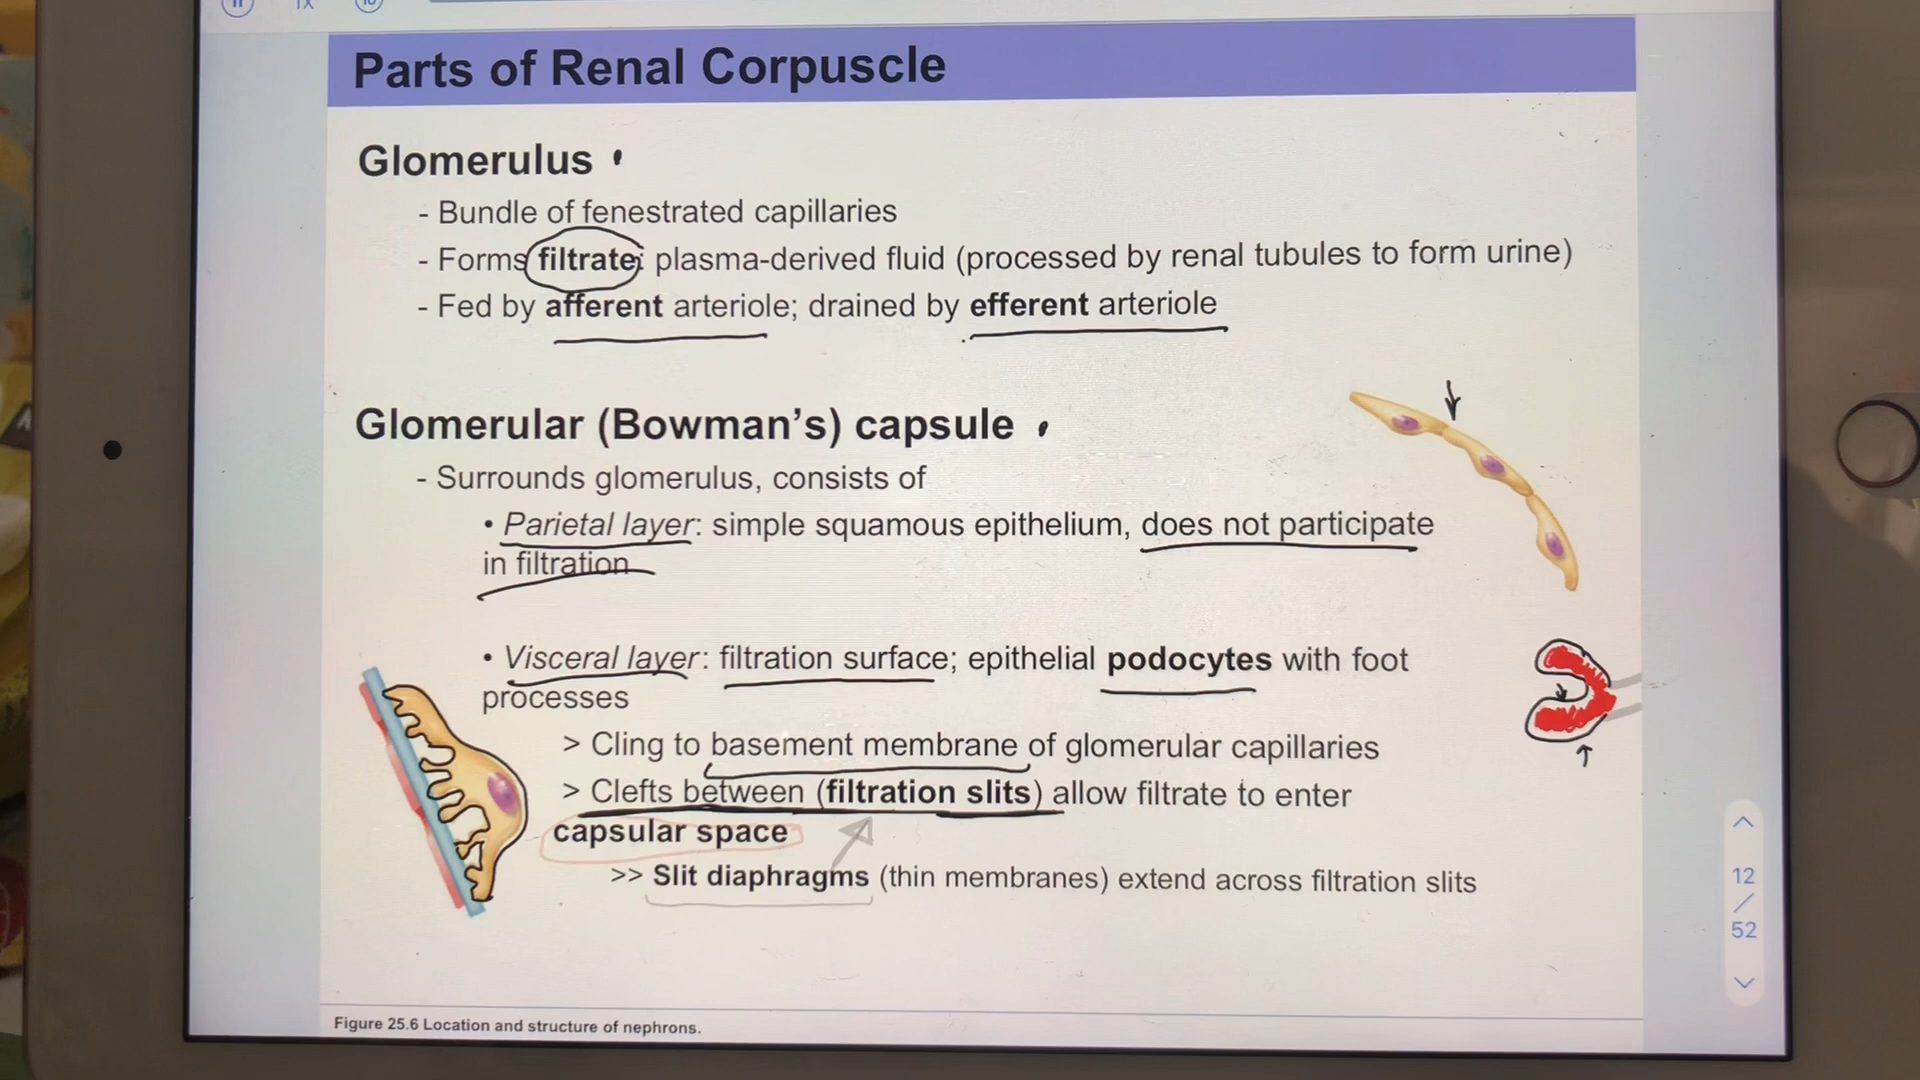 1x
10
Parts of Renal Corpuscle
Glomerulus
- Bundle of fenestrated capillaries
- Forms filtrate: plasma-derived fluid (processed by renal tubules to form urine)
- Fed by afferent arteriole; drained by efferent arteriole
Glomerular (Bowman’s) capsule
- Surrounds glomerulus, consists of
• Parietal layer: simple squamous epithelium, does not participate
in filtration
• Visceral layer: filtration surface; epithelial podocytes with foot
processes
> Cling to basement membrane of glomerular capillaries
> Clefts between (filtration slits) allow filtrate to enter
capsular space
>> Slit diaphragms (thin membranes) extend across filtration slits
12
/
52
Figure 25.6 Location and structure of nephrons.